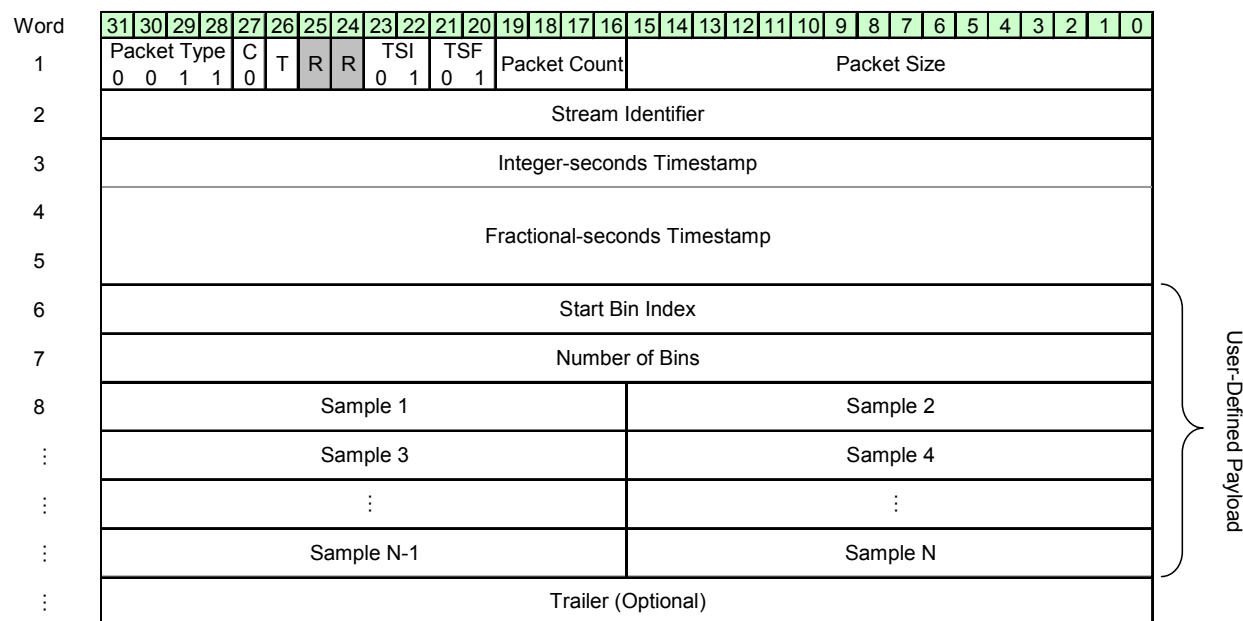 Word 31 30 29 28 27 26 25 24 23 22 21 20 19 18 17 16 15 14 13 12 11 10 9 8 7 6 5 4 3 2 1 0
1 Packet Type C T R R TSI TSF Packet Count Packet Size
0 0 1 1 0 0 1 0 1
2 Stream Identifier
3 Integer-seconds Timestamp
4
Fractional-seconds Timestamp
5
6 Start Bin Index
7 Number of Bins
8 Sample 1 Sample 2
⋮ Sample 3 Sample 4
⋮ ⋮ ⋮
⋮ Sample N-1 Sample N
⋮ Trailer (Optional)
User-Defined Payload